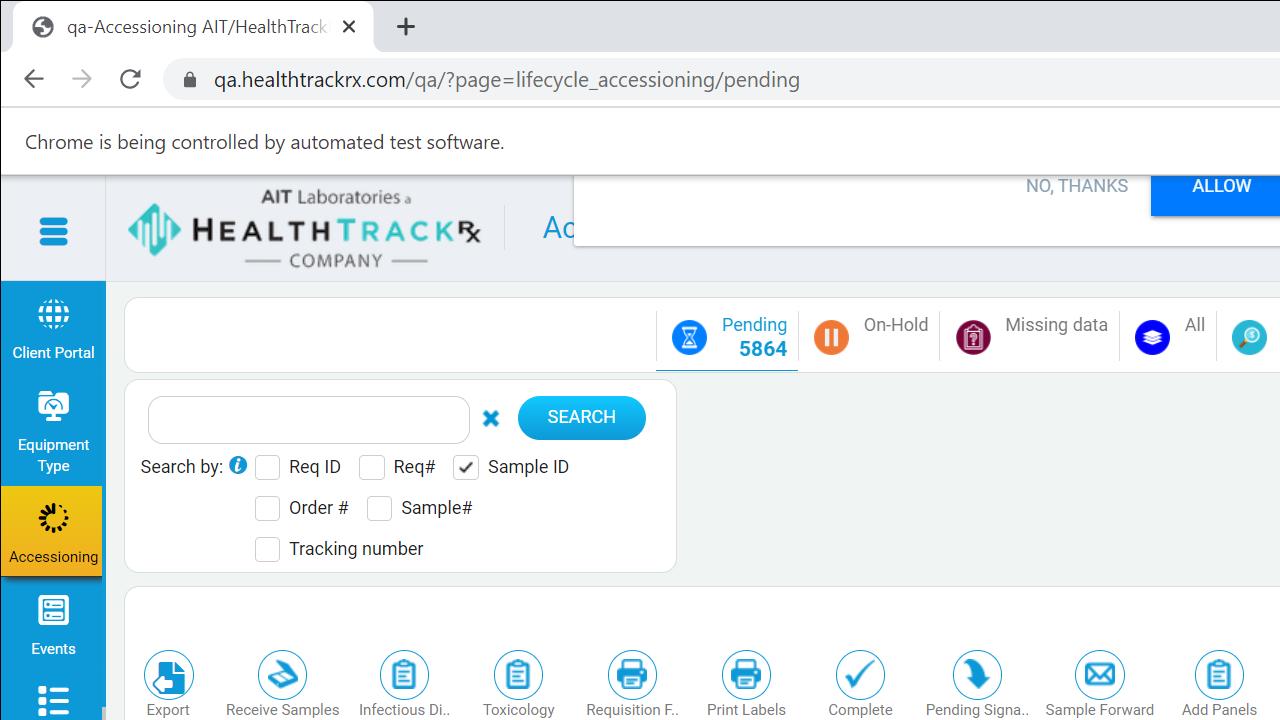 qa-Accessioning AIT/HealthTrack
qa.healthtrackrx.com/qa/?page=lifecycle_accessioning/pending
Chrome is being controlled by automated test software.
NO, THANKS
ALLOW
AIT Laboratories a
HEALTHTRACKRx
COMPANY
Ac
Client Portal
Equipment
Type
Accessioning
Events
Pending
5864
On-Hold
Missing data
All
SEARCH
Search by: i Req ID Req# Sample ID
Order # Sample#
Tracking number
Export Receive Samples Infectious Di.. Toxicology Requisition F.. Print Labels Complete Pending Signa.. Sample Forward Add Panels